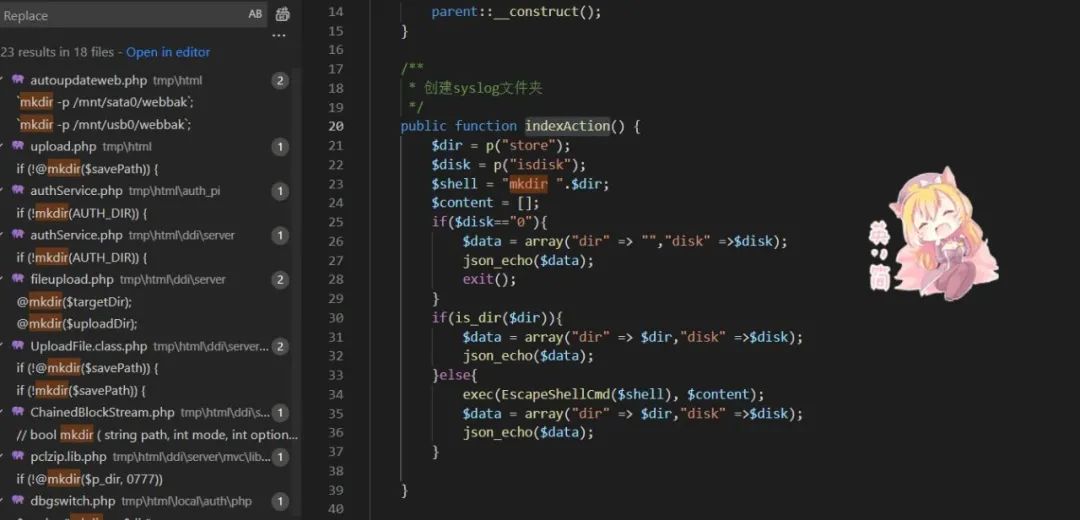 Replace
AB
...
23 results in 18 files - Open in editor
autoupdateweb.php tmp\html 2
`mkdir -p /mnt/sata0/webbak`;
`mkdir -p /mnt/usb0/webbak`;
upload.php tmp\html 1
if (!@mkdir($savePath)) {
authService.php tmp\html\auth_pi 1
if (!mkdir(AUTH_DIR)) {
authService.php tmp\html\ddi\server 1
if (!mkdir(AUTH_DIR)) {
fileupload.php tmp\html\ddi\server 2
@mkdir($targetDir);
@mkdir($uploadDir);
UploadFile.class.php tmp\html\ddi\server... 2
if (!@mkdir($savePath)) {
if (!mkdir($savePath)) {
ChainedBlockStream.php tmp\html\ddi\s... 1
// bool mkdir ( string path, int mode, int option...
pclzip.lib.php tmp\html\ddi\server\mvc\lib... 1
if (!@mkdir($p_dir, 0777))
dbgswitch.php tmp\html\local\auth\php 1
14 parent::__construct();
15 }
16
17 /**
18 * 创建syslog文件夹
19 */
20 public function indexAction() {
21 $dir = p("store");
22 $disk = p("isdisk");
23 $shell = "mkdir ".$dir;
24 $content = [];
25 if($disk=="0"){
26 $data = array("dir" => "","disk" =>$disk);
27 json_echo($data);
28 exit();
29 }
30 if(is_dir($dir)){
31 $data = array("dir" => $dir,"disk" =>$disk);
32 json_echo($data);
33 }else{
34 exec(EscapeShellCmd($shell), $content);
35 $data = array("dir" => $dir,"disk" =>$disk);
36 json_echo($data);
37 }
38
39 }
40